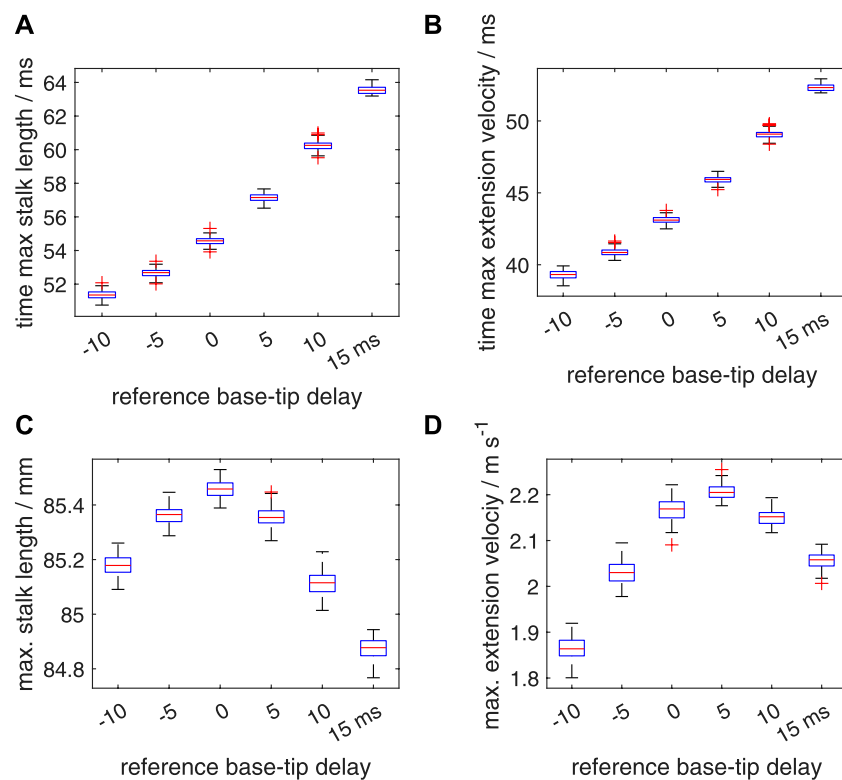 A
time max stalk length / ms
64
62
60
58
56
54
52
-10
-5
0
5
10
15 ms
reference base-tip delay
B
time max extension velocity / ms
50
45
40
-10
-5
0
5
10
15 ms
reference base-tip delay
C
max. stalk length / mm
85.4
85.2
85
84.8
-10
-5
0
5
10
15 ms
reference base-tip delay
D
max. extension velociy / m s⁻¹
2.2
2.1
2
1.9
1.8
-10
-5
0
5
10
15 ms
reference base-tip delay